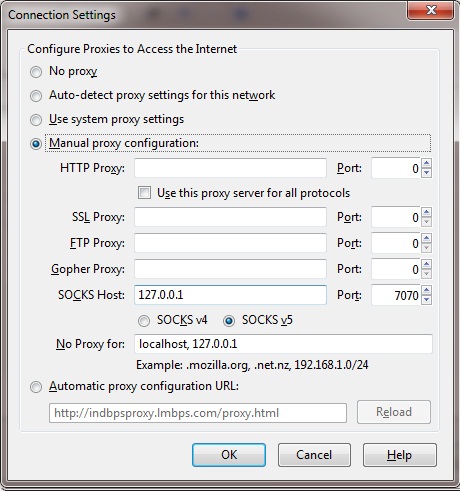 Connection Settings
Configure Proxies to Access the Internet
No proxy
Auto-detect proxy settings for this network
Use system proxy settings
Manual proxy configuration:
HTTP Proxy: Port: 0
Use this proxy server for all protocols
SSL Proxy: Port: 0
FTP Proxy: Port: 0
Gopher Proxy: Port: 0
SOCKS Host: 127.0.0.1 Port: 7070
SOCKS v4 SOCKS v5
No Proxy for: localhost, 127.0.0.1
Example: .mozilla.org, .net.nz, 192.168.1.0/24
Automatic proxy configuration URL:
http://indbpsproxy.lmbps.com/proxy.html Reload
OK Cancel Help